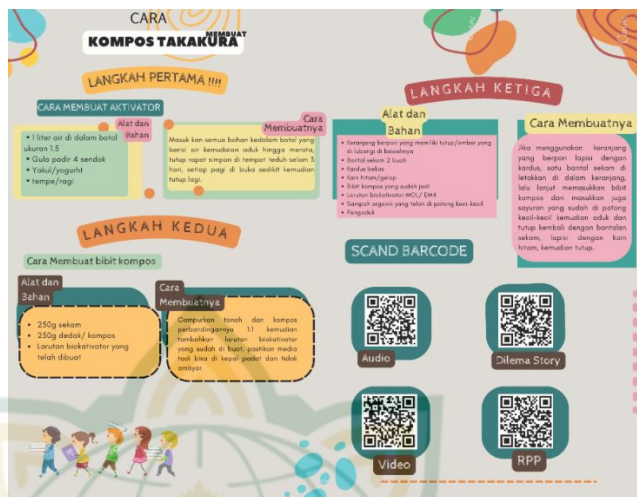 CARA
MEMBUAT
KOMPOS TAKAKURA
LANGKAH PERTAMA !!!!
CARA MEMBUAT AKTIVATOR
Alat dan
Bahan
• 1 liter air di dalam botol
ukuran 1.5
• Gula padir 4 sendok
• Yakul/yogurht
• tempe/ragi
Cara
Membuatnya
Masuk kan semua bahan kedalam botol yang
berisi air kemudaian aduk hingga merata,
tutup rapat simpan di tempat teduh selam 3
hari, setiap pagi di buka sedikit kemudian
tutup lagi.
LANGKAH KEDUA
Cara Membuat bibit kompos
Alat dan
Bahan
• 250g sekam
• 250g dedak/ kompos
• Larutan biokativator yang
telah dibuat
Cara
Membuatnya
Campurkan tanah dan kompos
perbandingannya 1:1 kemudian
tambahkan larutan biokativator
yang sudah di buat, pastikan media
tadi bisa di kepal padat dan tidak
ambyar.
LANGKAH KETIGA
Alat dan
Bahan
• Keranjang berpori yang memiliki tutup/ember yang
di lubangi di bawahnya
• Bantal sekam 2 buah
• Kardus bekas
• Kain hitam/gelap
• Bibit kompos yang sudah jadi
• Larutan biokativator MOL/ EM4
• Sampah organik yang telah di potong kecil-kecil
• Pengaduk
Cara Membuatnya
Jika menggunakan keranjang
yang berpori lapisi dengan
kardus, satu bantal sekam di
letakkan di dalam keranjang,
lalu lanjut memasukkan bibit
kompos dan masukkan juga
sayuran yang sudah di potong
kecil-kecil kemudian aduk dan
tutup kembali dengan bantalan
sekam, lapisi dengan kain
hitam, kemudian tutup.
SCAND BARCODE
Audio
Dilema Story
Video
RPP